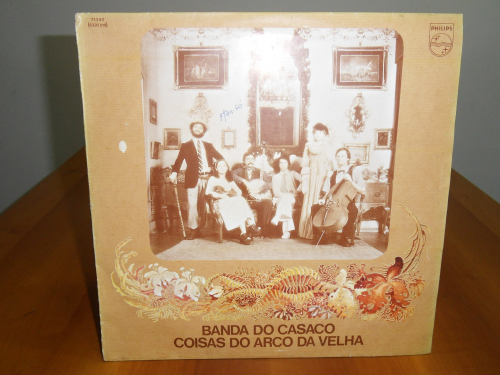 PHILIPS
BANDA DO CASACO
COISAS DO ARCO DA VELHA